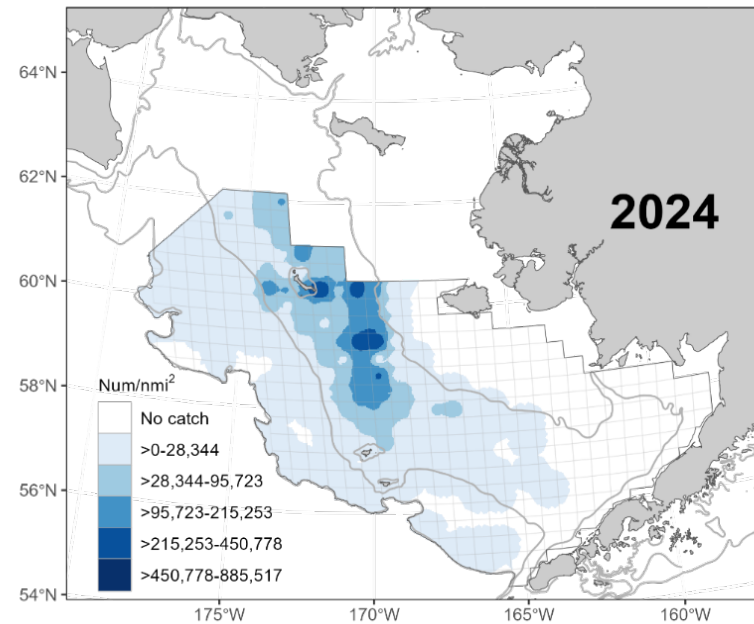 64°N
62°N
2024
60°N
58°N
Num/nmi²
No catch
>0-28,344
>28,344-95,723
56°N
>95,723-215,253
>215,253-450,778
>450,778-885,517
54°N
175°W 170°W 165°W 160°W